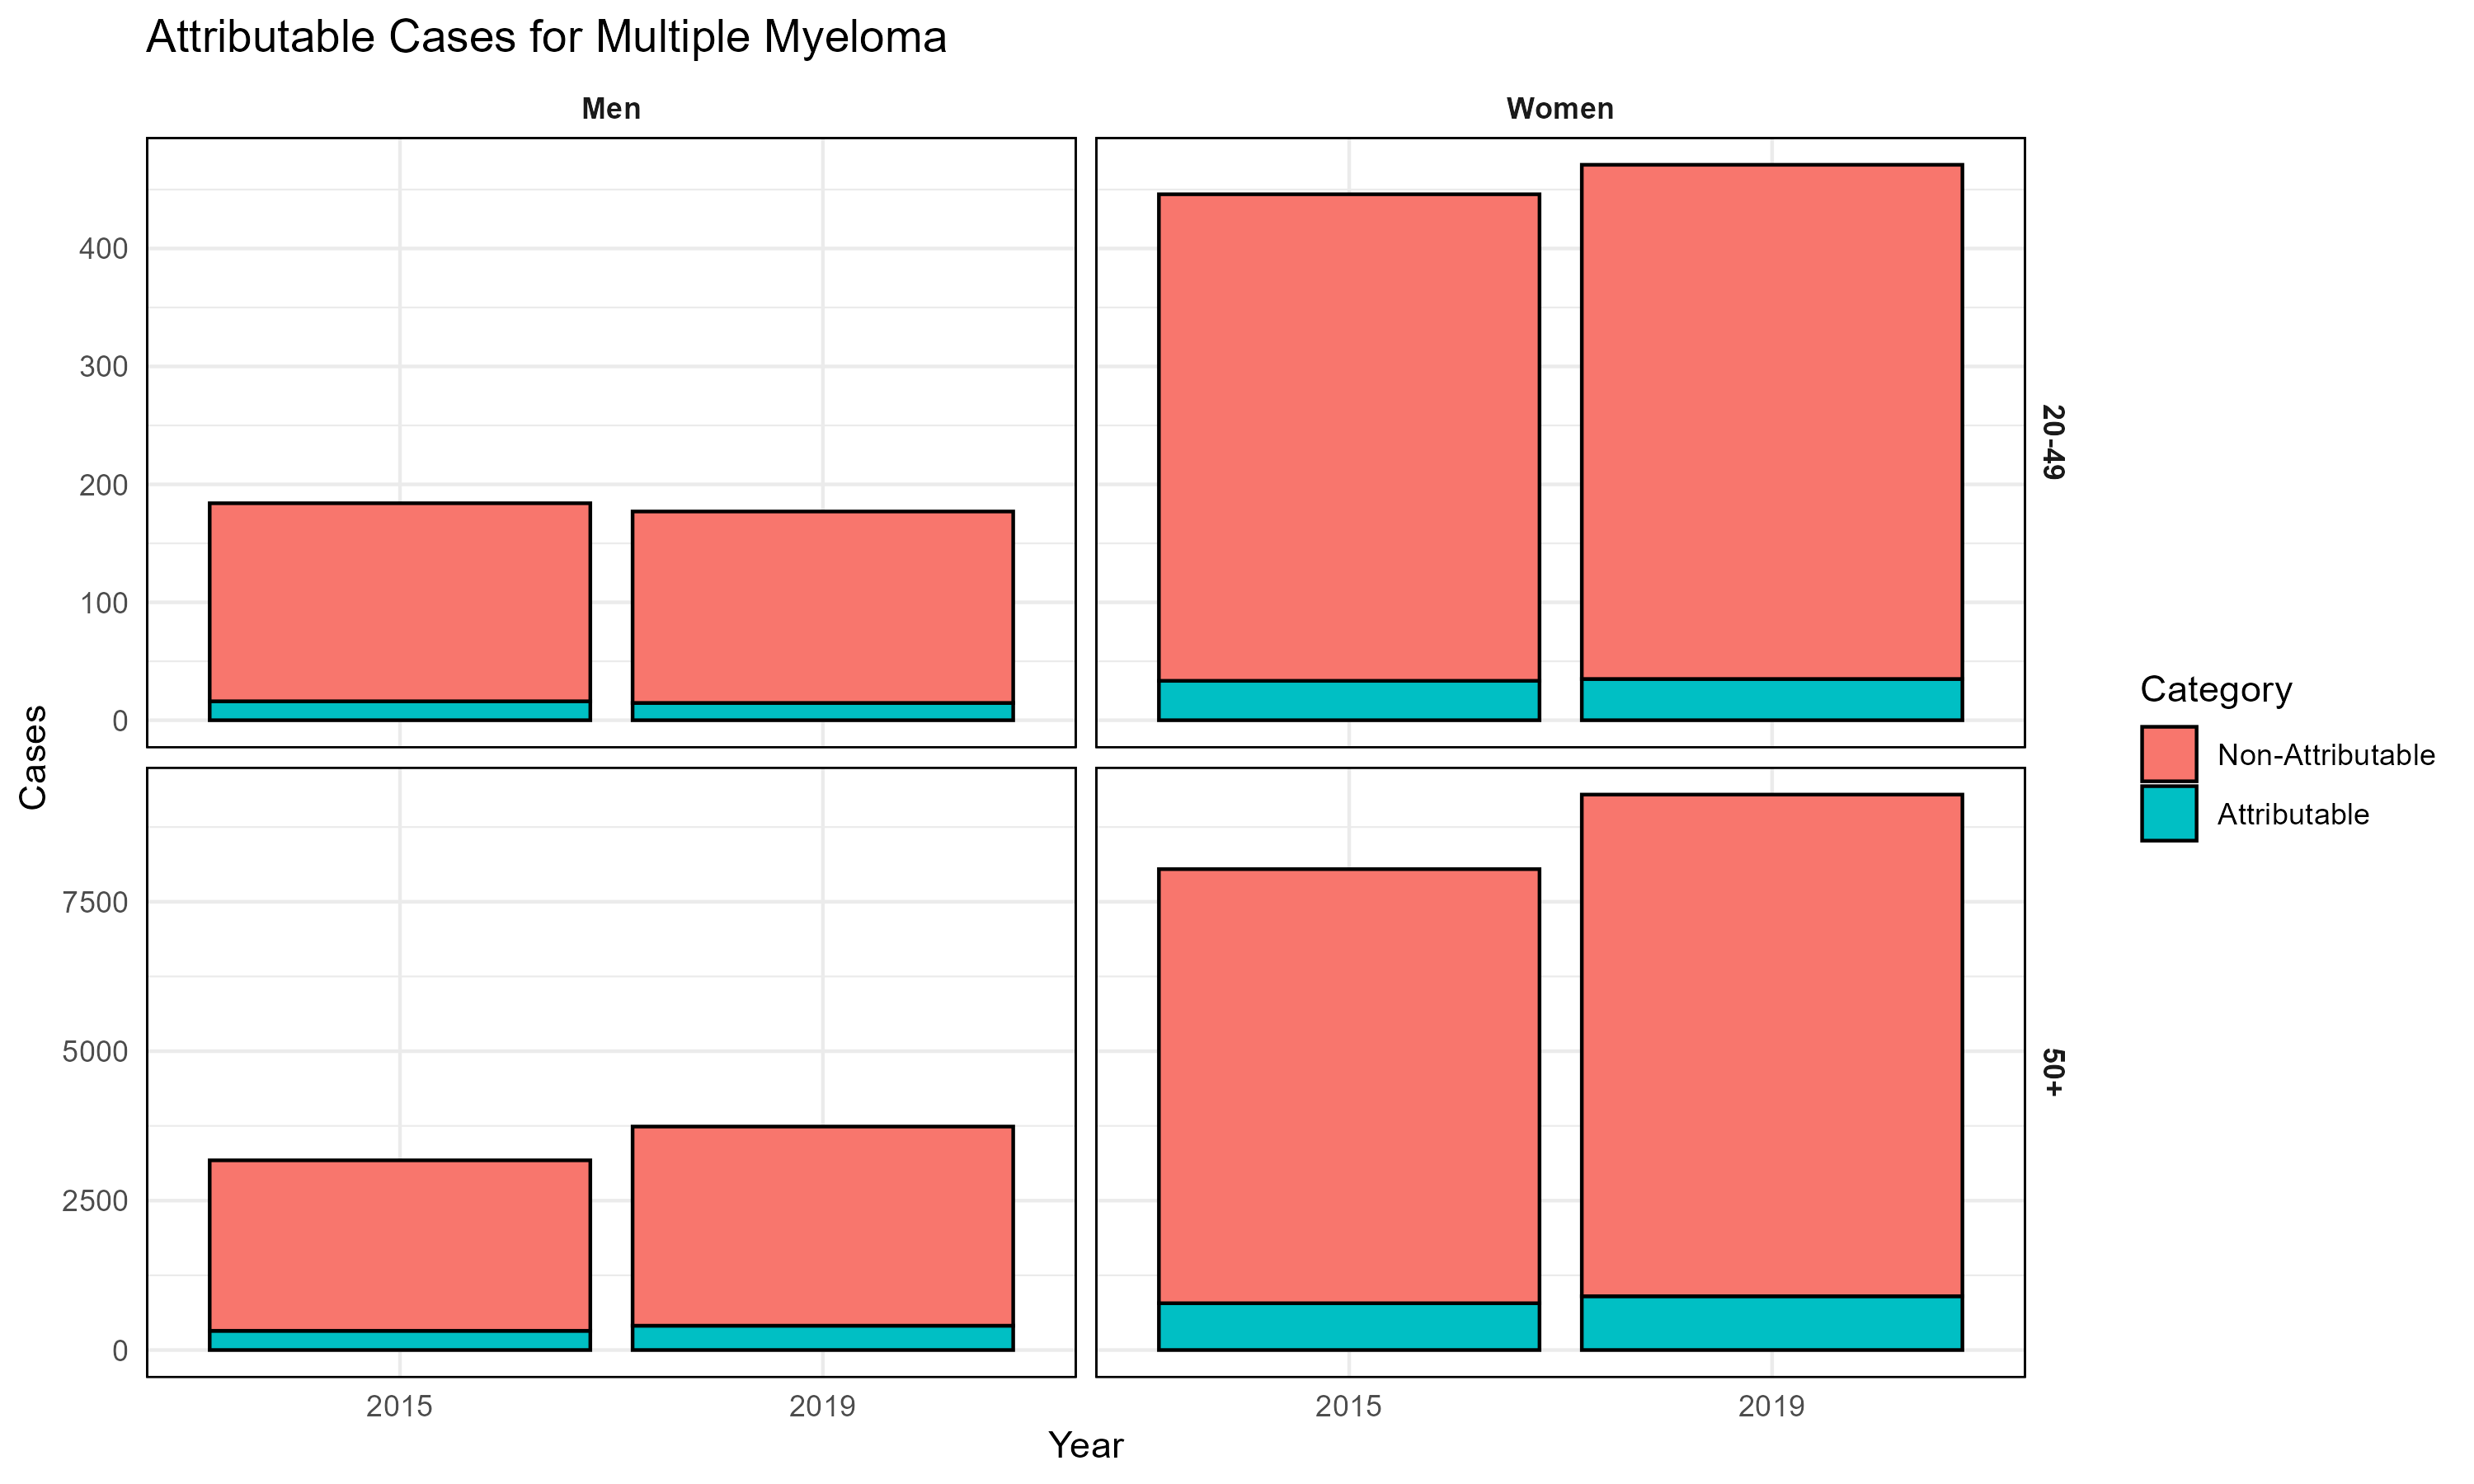 Attributable Cases for Multiple Myeloma
Men
Women
400
300
200
100
0
20-49
7500
5000
2500
0
50+
Cases
2015
2019
2015
2019
Year
Category
Non-Attributable
Attributable